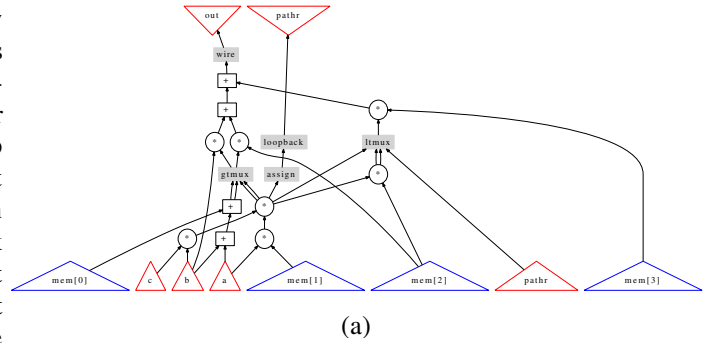 out pathr
wire
+
+ *
* * loopback ltmux
gtmux assign *
+ *
* + *
mem[0] c b a mem[1] mem[2] pathr mem[3]
(a)